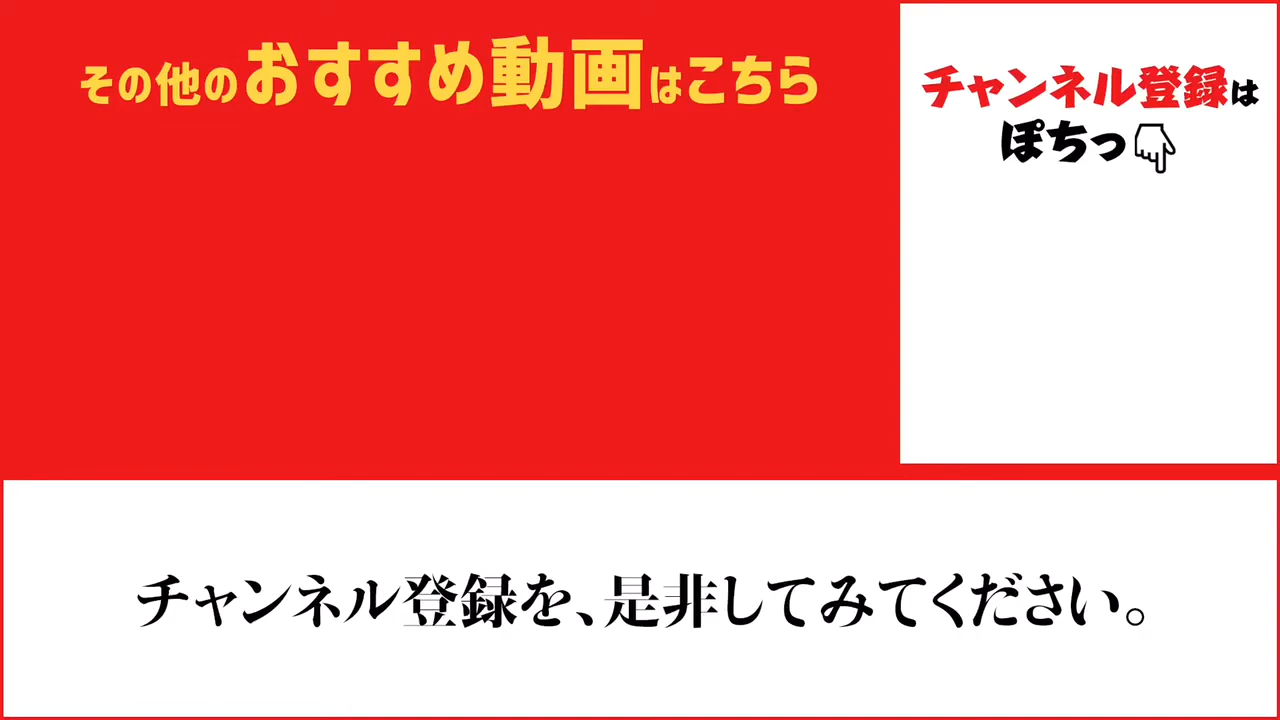 その他のおすすめ動画はこちら
チャンネル登録は
ぽちっ👇
チャンネル登録を、是非してみてください。